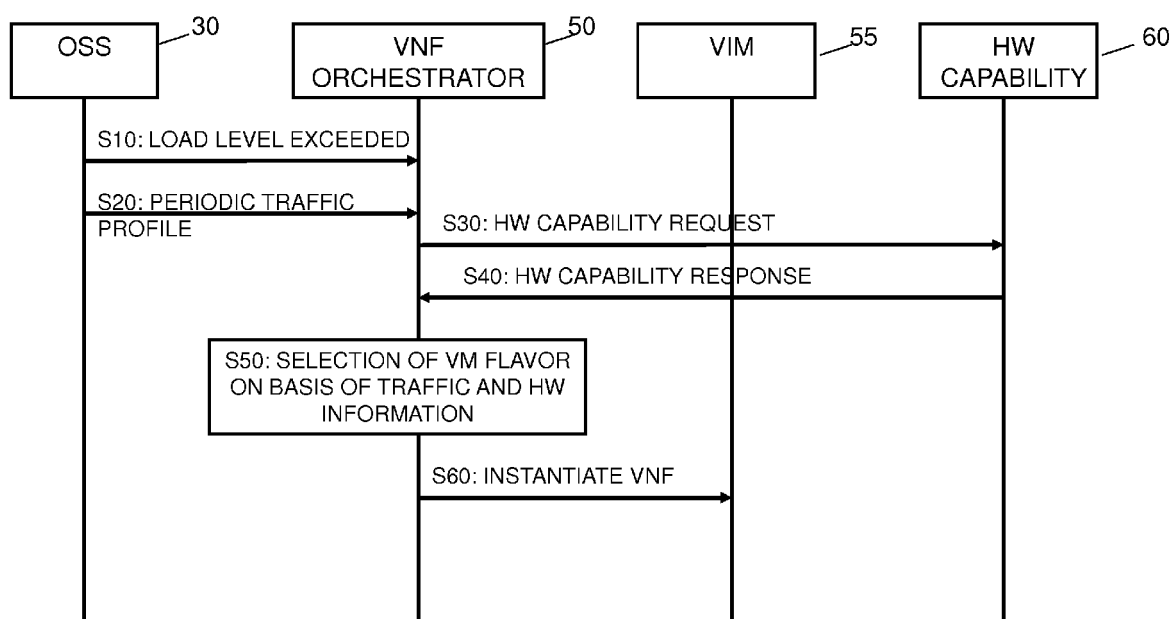 30
50
55
60
OSS
VNF
ORCHESTRATOR
VIM
HW
CAPABILITY
S10: LOAD LEVEL EXCEEDED
S20: PERIODIC TRAFFIC
PROFILE
S30: HW CAPABILITY REQUEST
S40: HW CAPABILITY RESPONSE
S50: SELECTION OF VM FLAVOR
ON BASIS OF TRAFFIC AND HW
INFORMATION
S60: INSTANTIATE VNF